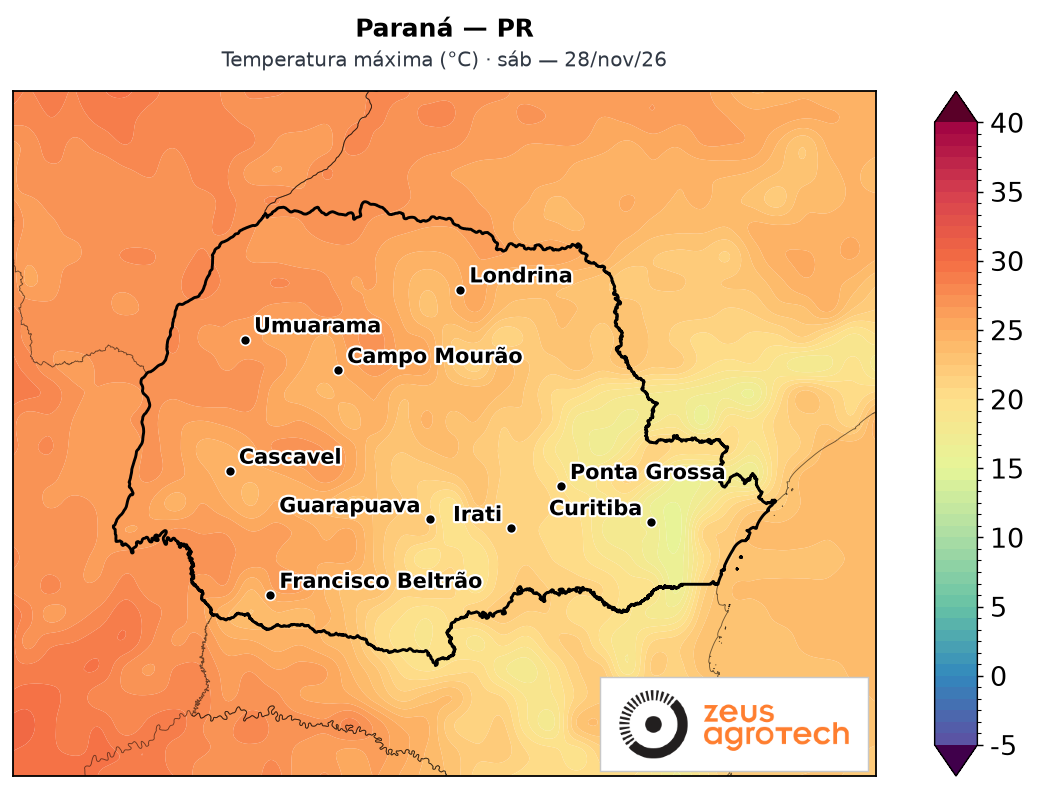 Paraná — PR
Temperatura máxima (°C) · sáb — 28/nov/26
Londrina
Umuarama
Campo Mourão
Cascavel
Ponta Grossa
Guarapuava
Irati
Curitiba
Francisco Beltrão
40
35
30
25
20
15
10
5
0
-5
zeus
agrotech